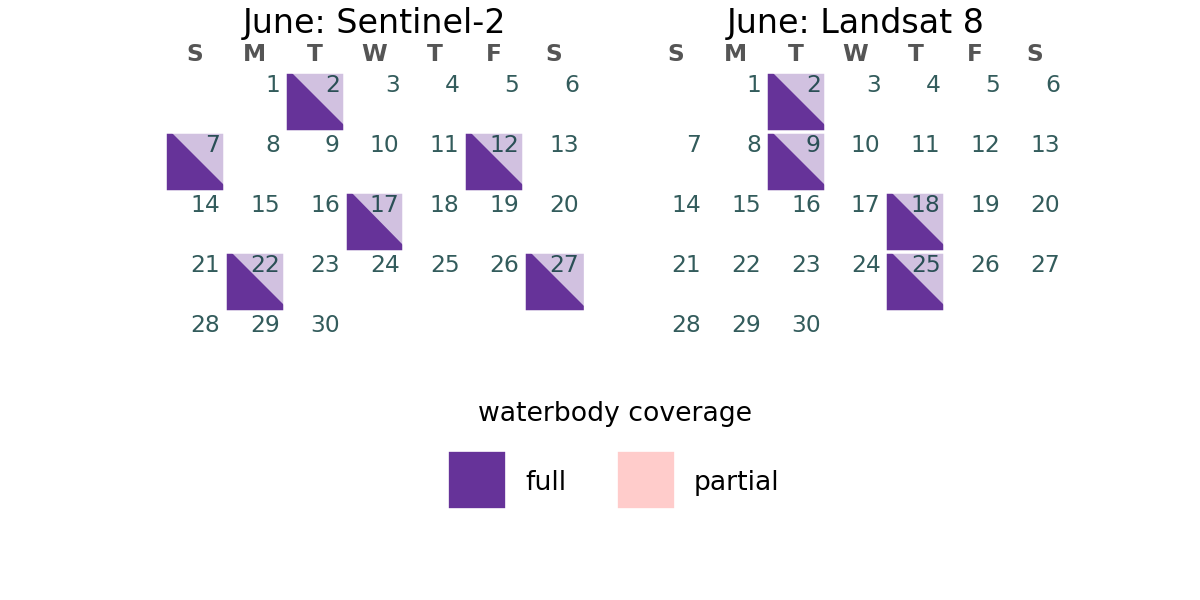 June: Sentinel-2
S M T W T F S
1 2 3 4 5 6
7 8 9 10 11 12 13
14 15 16 17 18 19 20
21 22 23 24 25 26 27
28 29 30
June: Landsat 8
S M T W T F S
1 2 3 4 5 6
7 8 9 10 11 12 13
14 15 16 17 18 19 20
21 22 23 24 25 26 27
28 29 30
waterbody coverage
full partial